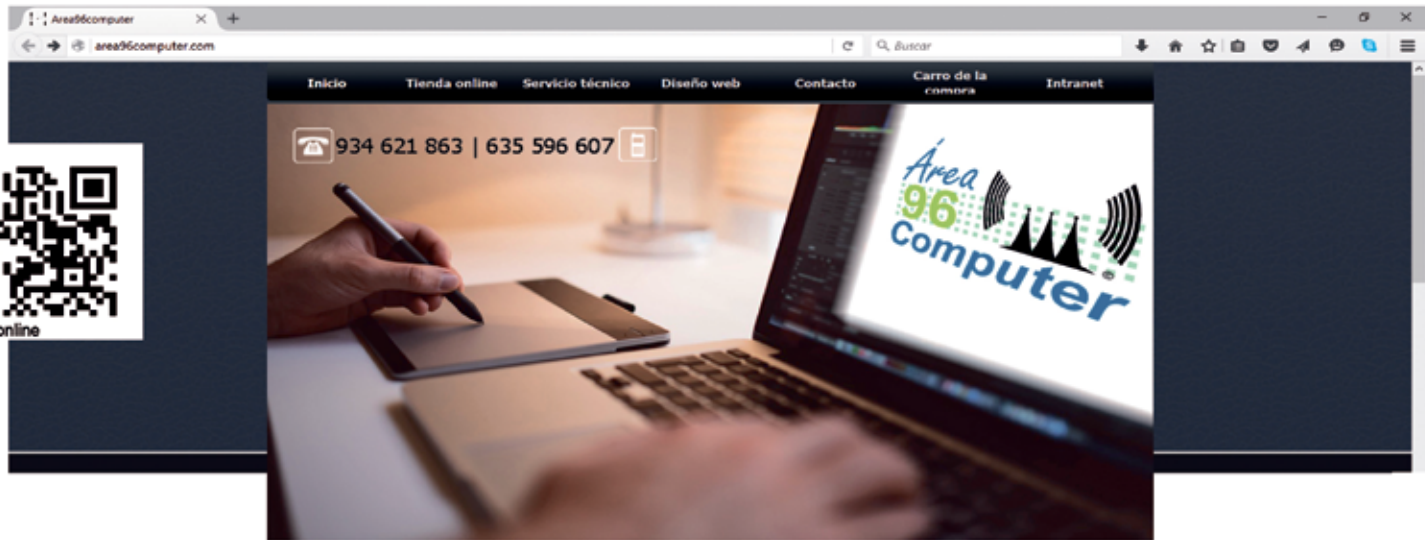 Area96computer
area96computer.com
Buscar
Inicio Tienda online Servicio técnico Diseño web Contacto Carro de la compra Intranet
934 621 863 | 635 596 607
Área
96
Computer
online